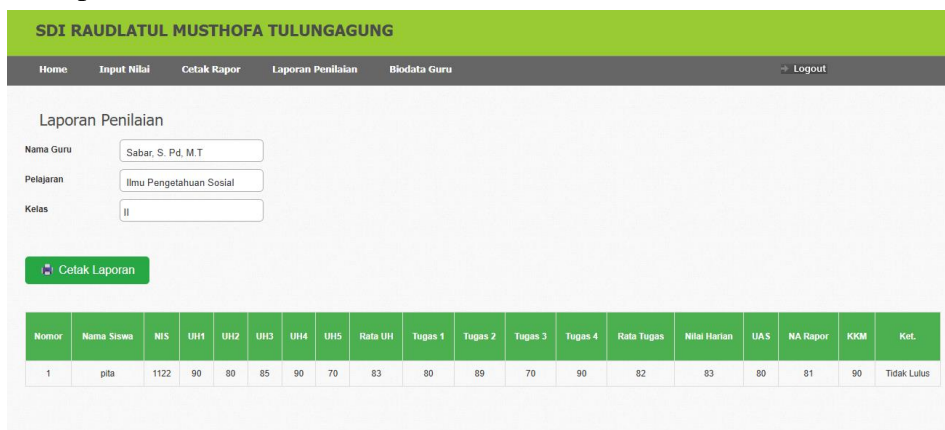 SDI RAUDLATUL MUSTHOFA TULUNGAGUNG
Home Input Nilai Cetak Rapor Laporan Penilaian Biodata Guru Logout
Laporan Penilaian
Nama Guru Sabar, S. Pd, M.T
Pelajaran Ilmu Pengetahuan Sosial
Kelas II
Cetak Laporan
Nomor Nama Siswa NIS UH1 UH2 UH3 UH4 UH5 Rata UH Tugas 1 Tugas 2 Tugas 3 Tugas 4 Rata Tugas Nilai Harian UAS NA Rapor KKM Ket.
1 pita 1122 90 80 85 90 70 83 80 89 70 90 82 83 80 81 90 Tidak Lulus